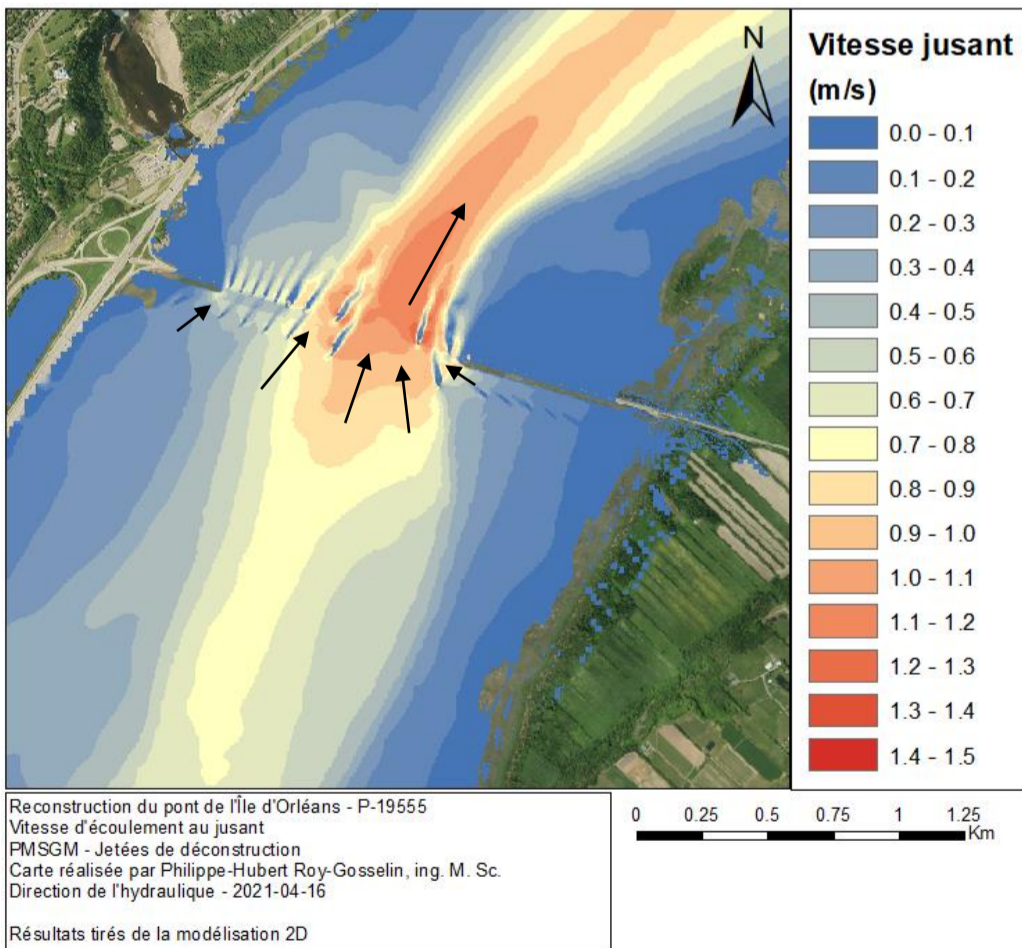 N
Vitesse jusant
(m/s)
0.0 - 0.1
0.1 - 0.2
0.2 - 0.3
0.3 - 0.4
0.4 - 0.5
0.5 - 0.6
0.6 - 0.7
0.7 - 0.8
0.8 - 0.9
0.9 - 1.0
1.0 - 1.1
1.1 - 1.2
1.2 - 1.3
1.3 - 1.4
1.4 - 1.5
Reconstruction du pont de l'Île d'Orléans - P-19555
Vitesse d'écoulement au jusant
PMSGM - Jetées de déconstruction
Carte réalisée par Philippe-Hubert Roy-Gosselin, ing. M. Sc.
Direction de l'hydraulique - 2021-04-16
Résultats tirés de la modélisation 2D
0 0.25 0.5 0.75 1 1.25
Km